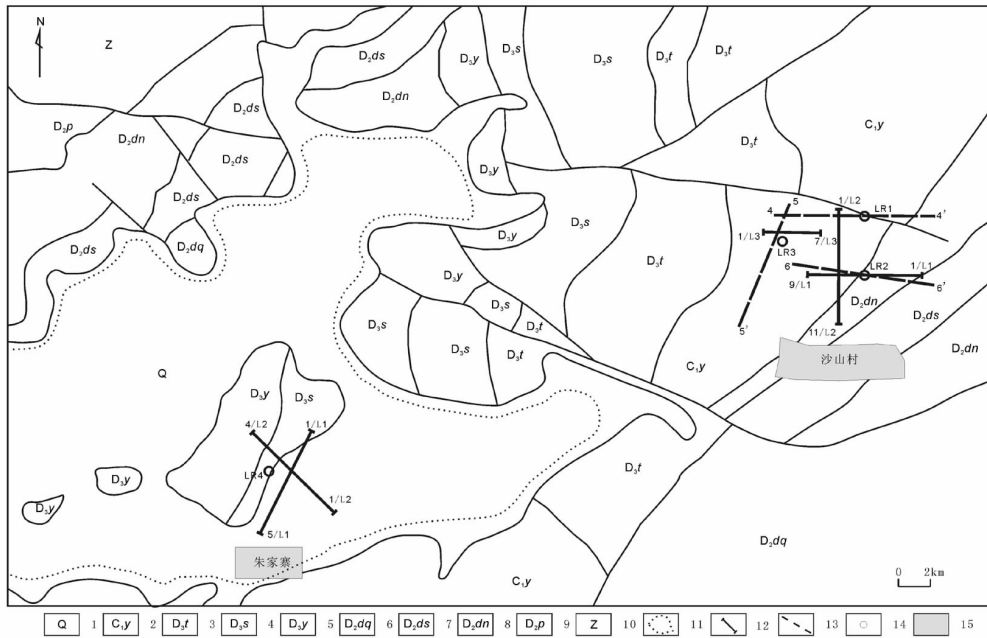 N
Z
D₂p
D₂dn
D₂ds
D₂ds
D₂dq
D₂ds
D₂ds
D₂dn
D₃y
D₃s
D₃s
D₃t
D₃t
D₃t
C₁y
D₃y
D₃y
D₃s
D₃t
D₃y
D₃s
D₃t
D₃s
D₃s
D₃t
C₁y
5
4
1/L2
LR1
4'
1/L3
7/L3
LR3
6
9/L1
LR2
1/L1
6'
5'
11/L2
D₂dn
D₂ds
D₂dn
沙山村
Q
D₃y
D₃s
4/L2
1/L1
LR4
1/L2
5/L1
D₃y
D₃y
朱家寨
D₃t
C₁y
D₂dq
0 2km
Q 1 C₁y 2 D₃t 3 D₃s 4 D₃y 5 D₂dq 6 D₂ds 7 D₂dn 8 D₂p 9 Z 10 11 12 13 14 15